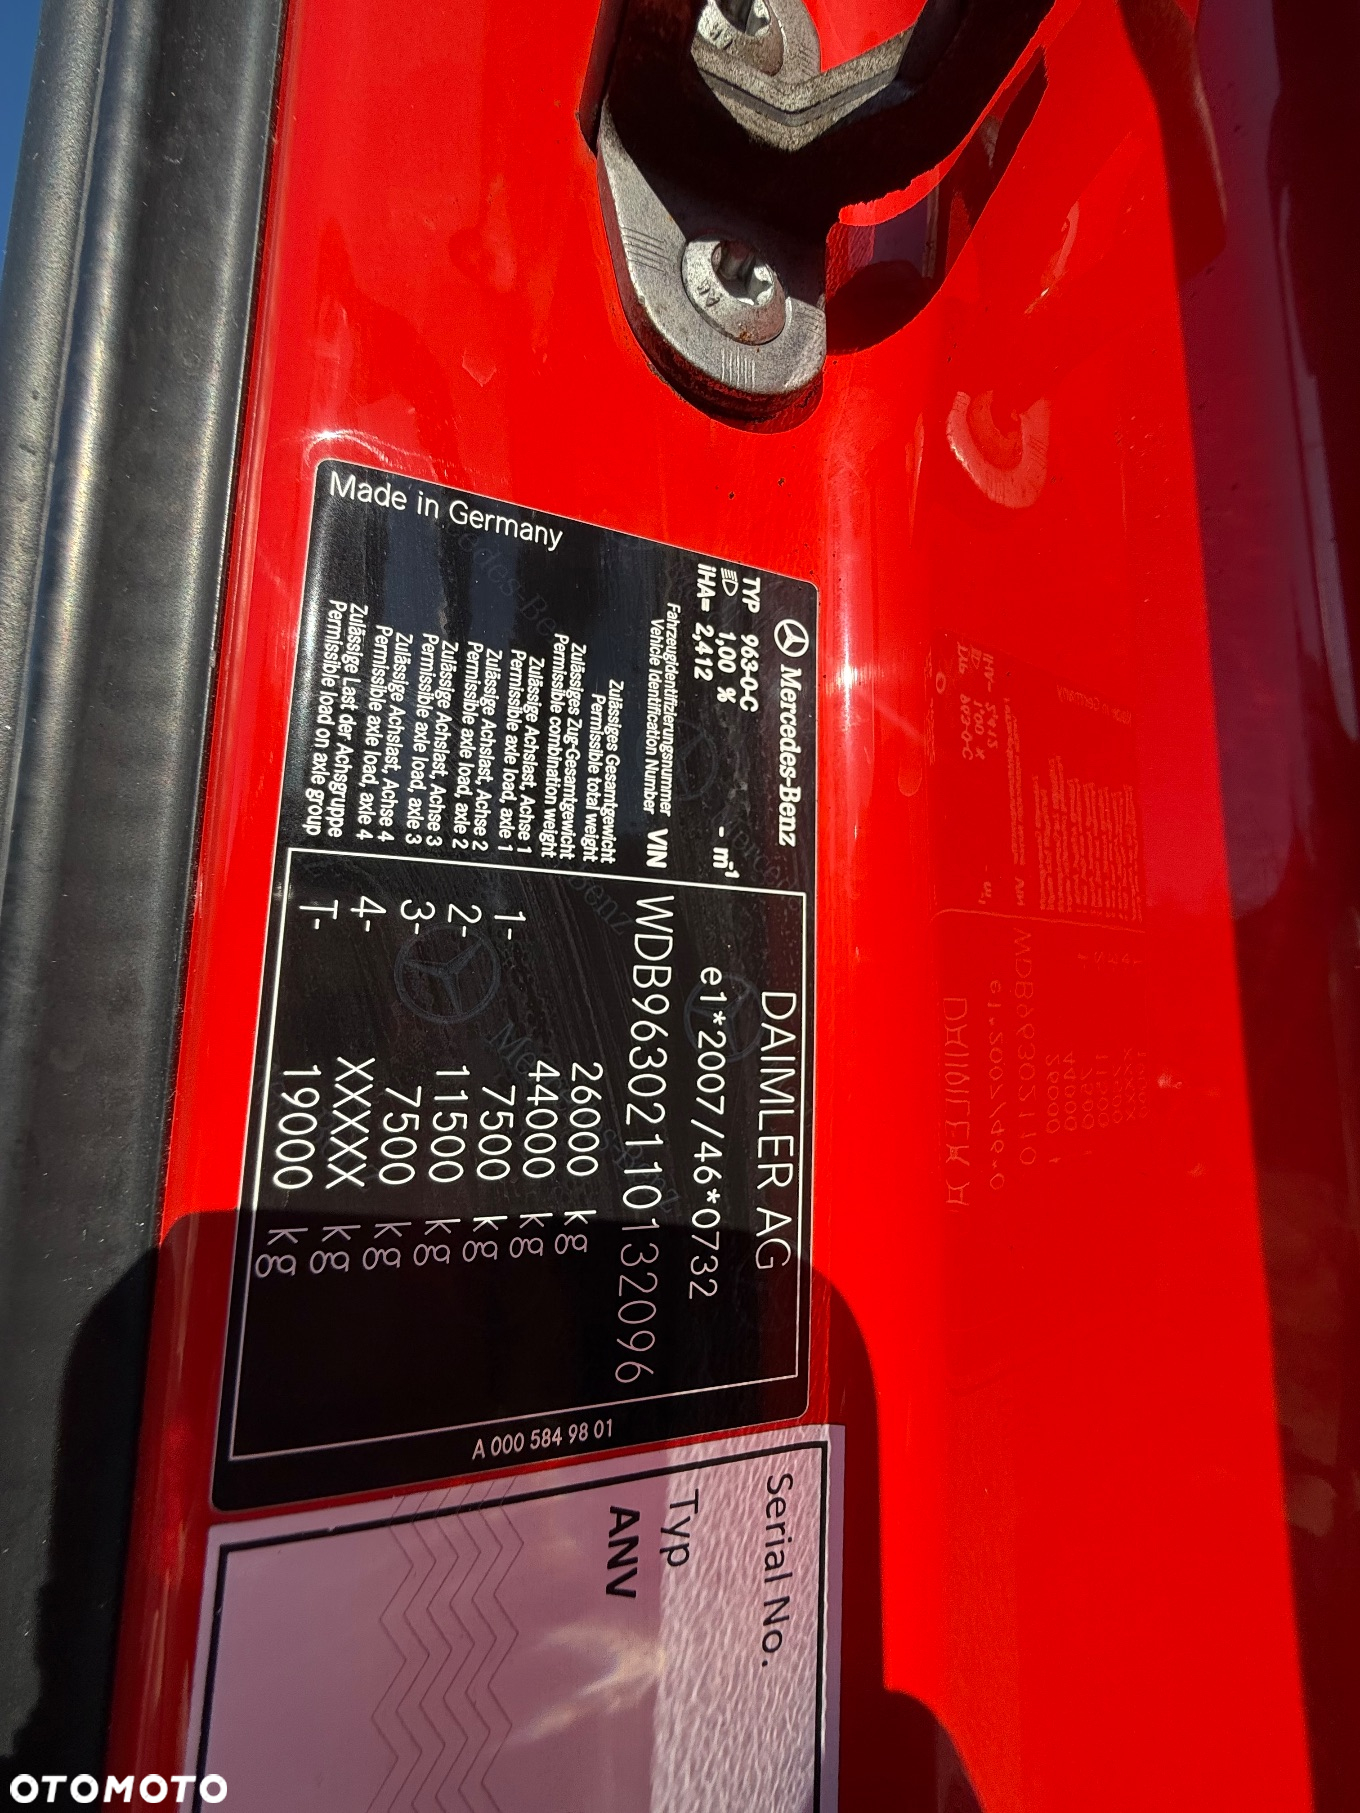 Mercedes-Benz
TYP 963-0-C
1,00 % - m-1
iHA= 2,412
DAIMLER AG
e1*2007/46*0732
Fahrzeugidentifizierungsnummer
Vehicle Identification Number VIN WDB96302110132096
Zulässiges Gesamtgewicht
Permissible total weight 26000 kg
Zulässiges Zug-Gesamtgewicht
Permissible combination weight 44000 kg
Zulässige Achslast, Achse 1
Permissible axle load, axle 1 1- 7500 kg
Zulässige Achslast, Achse 2
Permissible axle load, axle 2 2- 11500 kg
Zulässige Achslast, Achse 3
Permissible axle load, axle 3 3- 7500 kg
Zulässige Achslast, Achse 4
Permissible axle load, axle 4 4- XXXXX kg
Zulässige Last der Achsgruppe
Permissible load on axle group T- 19000 kg
Made in Germany
A 000 584 98 01
Serial No.
Typ
ANV
OTOMOTO